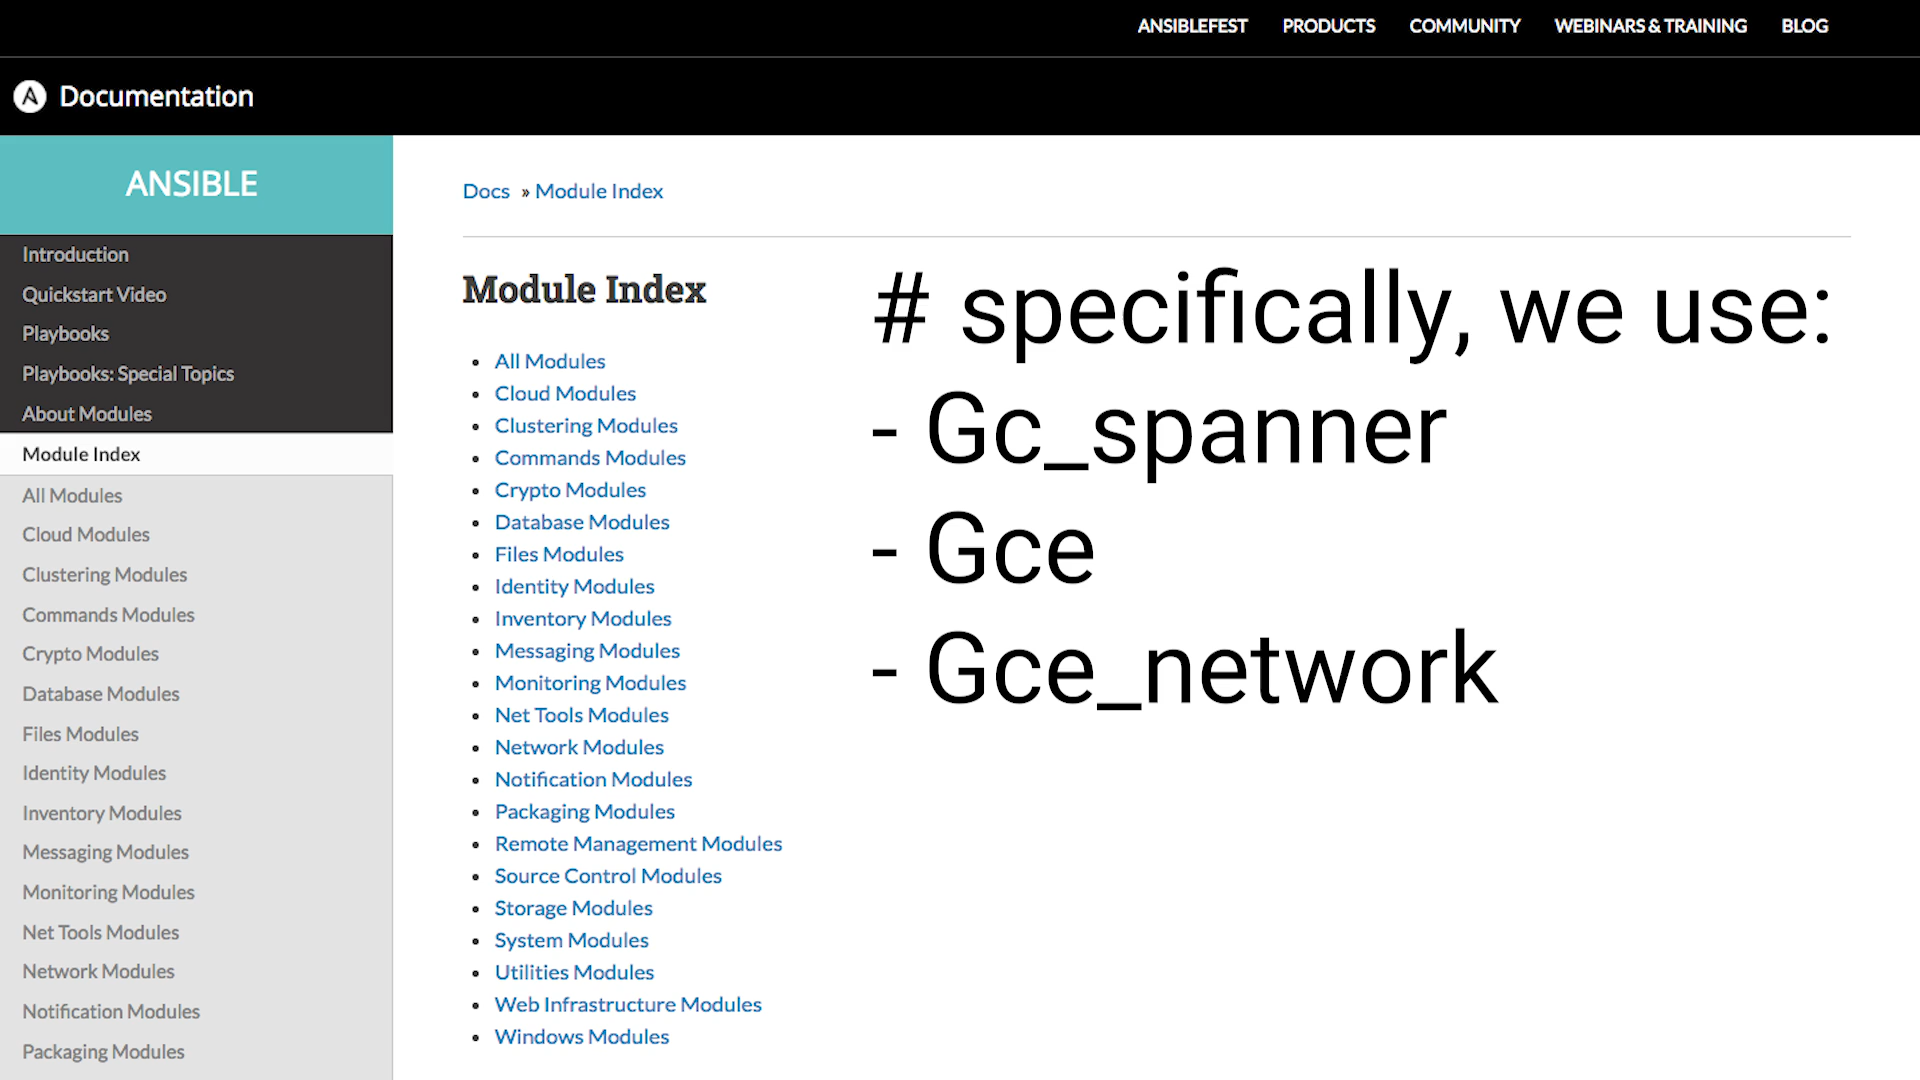 ANSIBLEFEST PRODUCTS COMMUNITY WEBINARS & TRAINING BLOG
A Documentation
ANSIBLE
Introduction
Quickstart Video
Playbooks
Playbooks: Special Topics
About Modules
Module Index
All Modules
Cloud Modules
Clustering Modules
Commands Modules
Crypto Modules
Database Modules
Files Modules
Identity Modules
Inventory Modules
Messaging Modules
Monitoring Modules
Net Tools Modules
Network Modules
Notification Modules
Packaging Modules
Docs » Module Index
Module Index
• All Modules
• Cloud Modules
• Clustering Modules
• Commands Modules
• Crypto Modules
• Database Modules
• Files Modules
• Identity Modules
• Inventory Modules
• Messaging Modules
• Monitoring Modules
• Net Tools Modules
• Network Modules
• Notification Modules
• Packaging Modules
• Remote Management Modules
• Source Control Modules
• Storage Modules
• System Modules
• Utilities Modules
• Web Infrastructure Modules
• Windows Modules
# specifically, we use:
- Gc_spanner
- Gce
- Gce_network